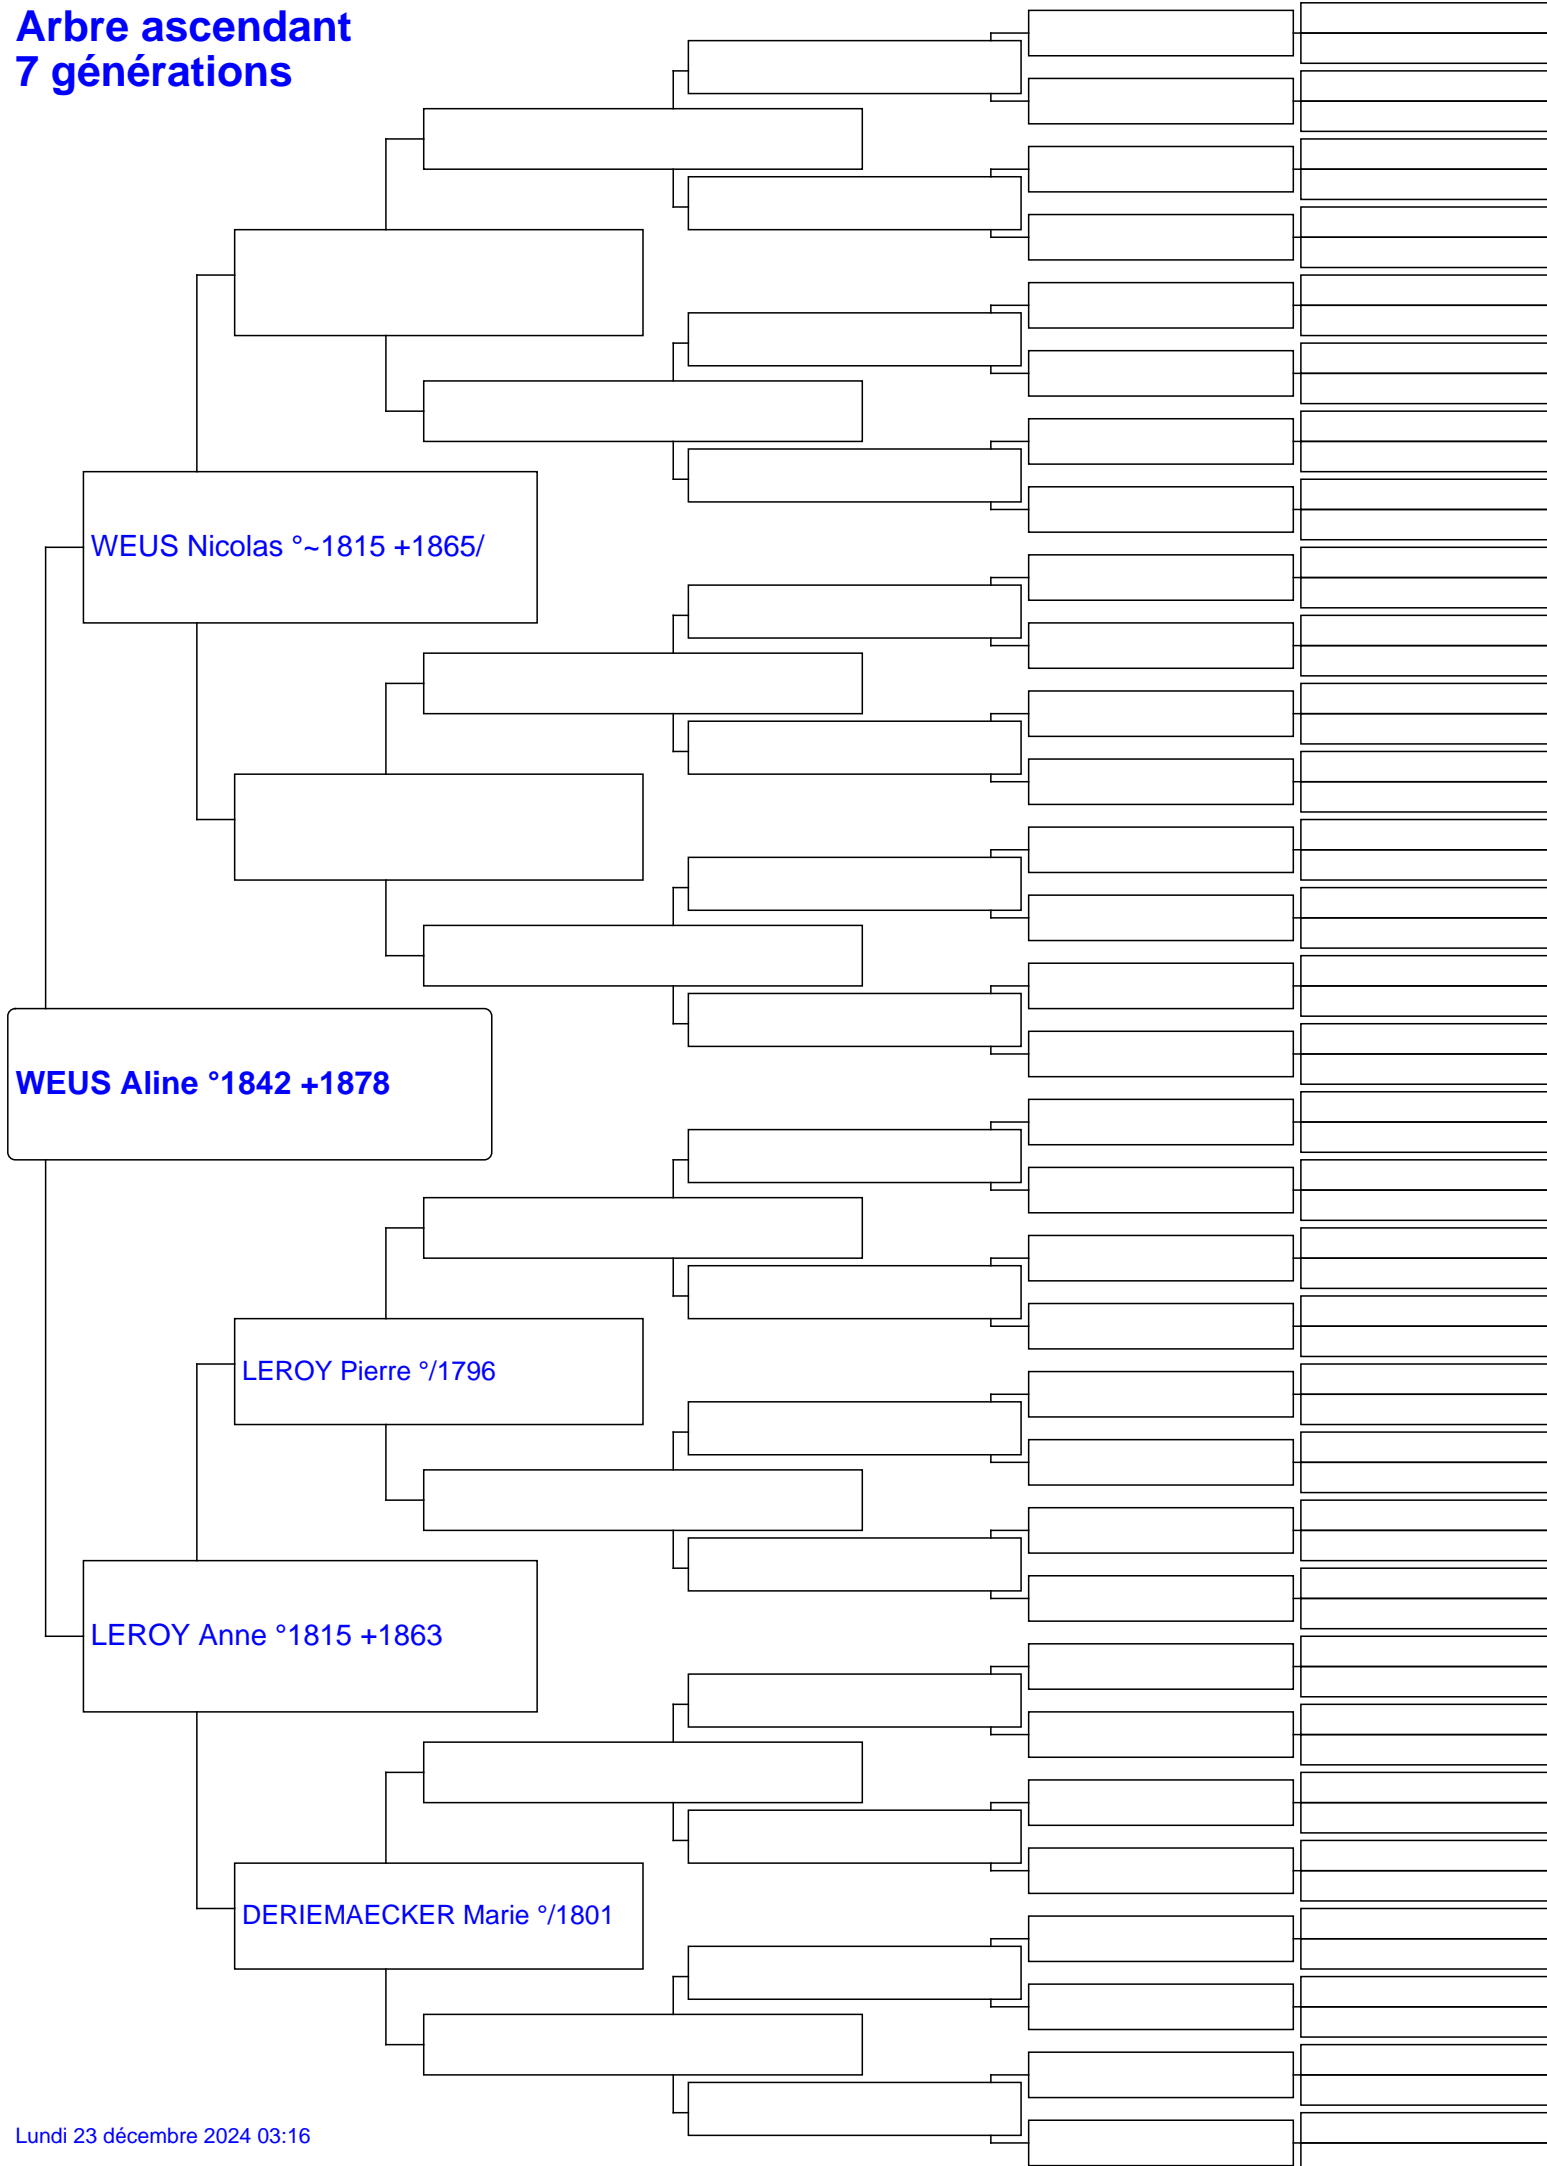 Arbre ascendant
7 générations
WEUS Nicolas °~1815 +1865/
WEUS Aline °1842 +1878
LEROY Pierre °/1796
LEROY Anne °1815 +1863
DERIEMAECKER Marie °/1801
Lundi 23 décembre 2024 03:16